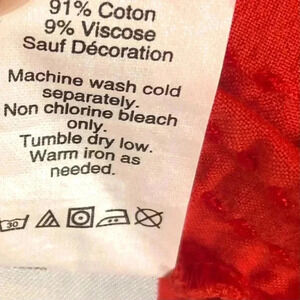 91% Coton
9% Viscose
Sauf Décoration
Machine wash cold
separately.
Non chlorine bleach
only.
Tumble dry low.
Warm iron as
needed.
30